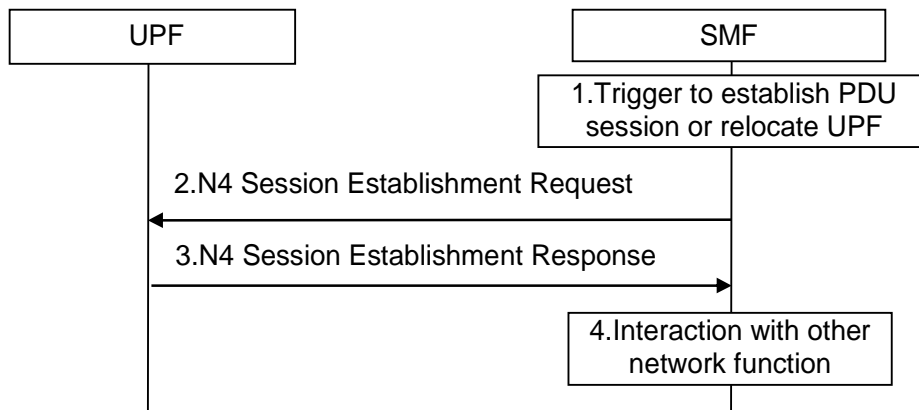 UPF
SMF
1.Trigger to establish PDU
session or relocate UPF
2.N4 Session Establishment Request
3.N4 Session Establishment Response
4.Interaction with other
network function